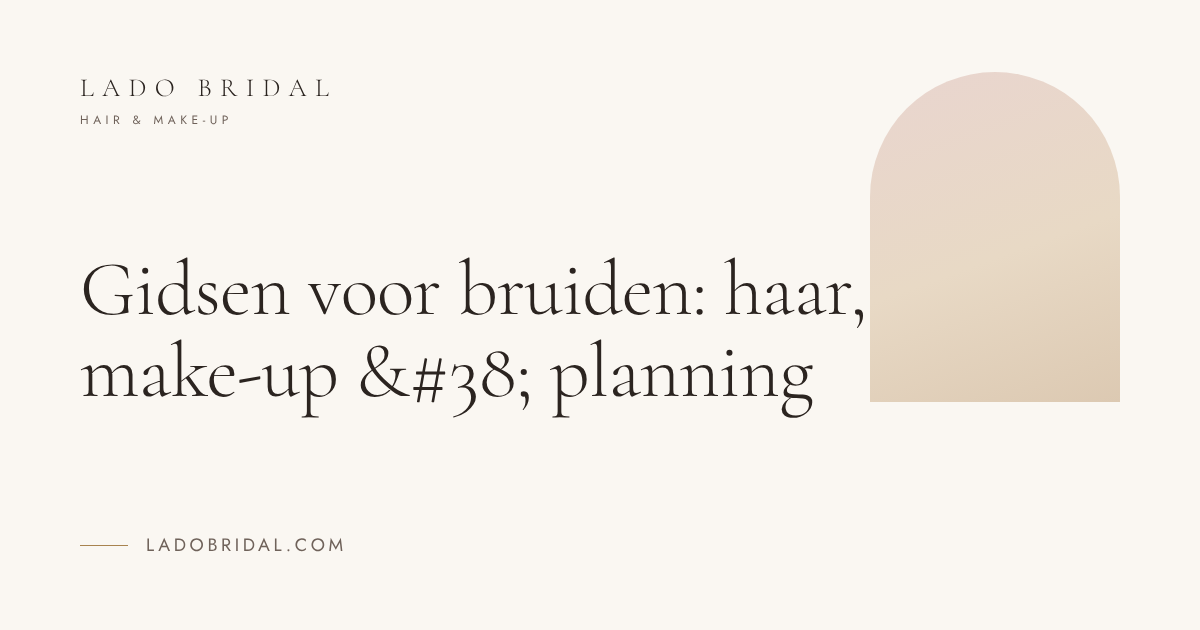 LADO BRIDAL
HAIR & MAKE-UP
Gidsen voor bruiden: haar,
make-up &#38; planning
LADOBRIDAL.COM